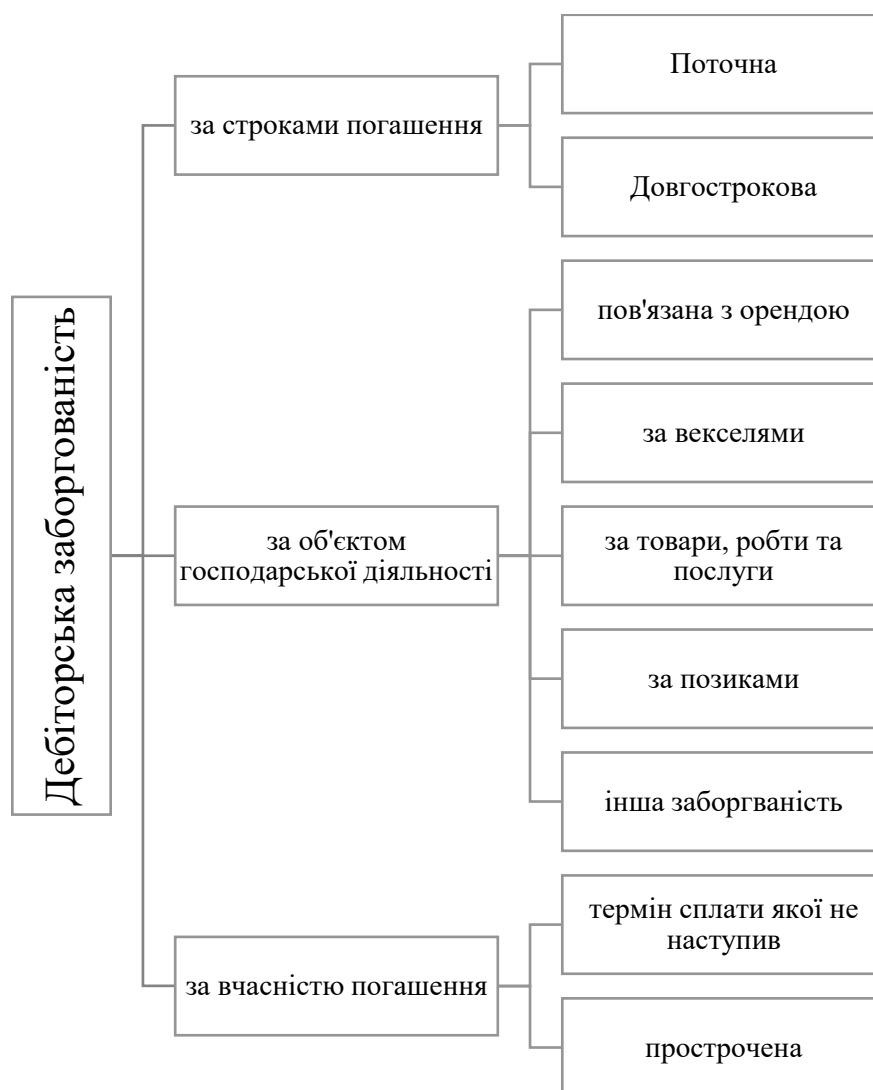 Дебіторська заборгованість
за строками погашення
Поточна
Довгострокова
за об'єктом
господарської діяльності
пов'язана з орендою
за векселями
за товари, робти та
послуги
за позиками
інша заборгваність
за вчасністю погашення
термін сплати якої не
наступив
прострочена